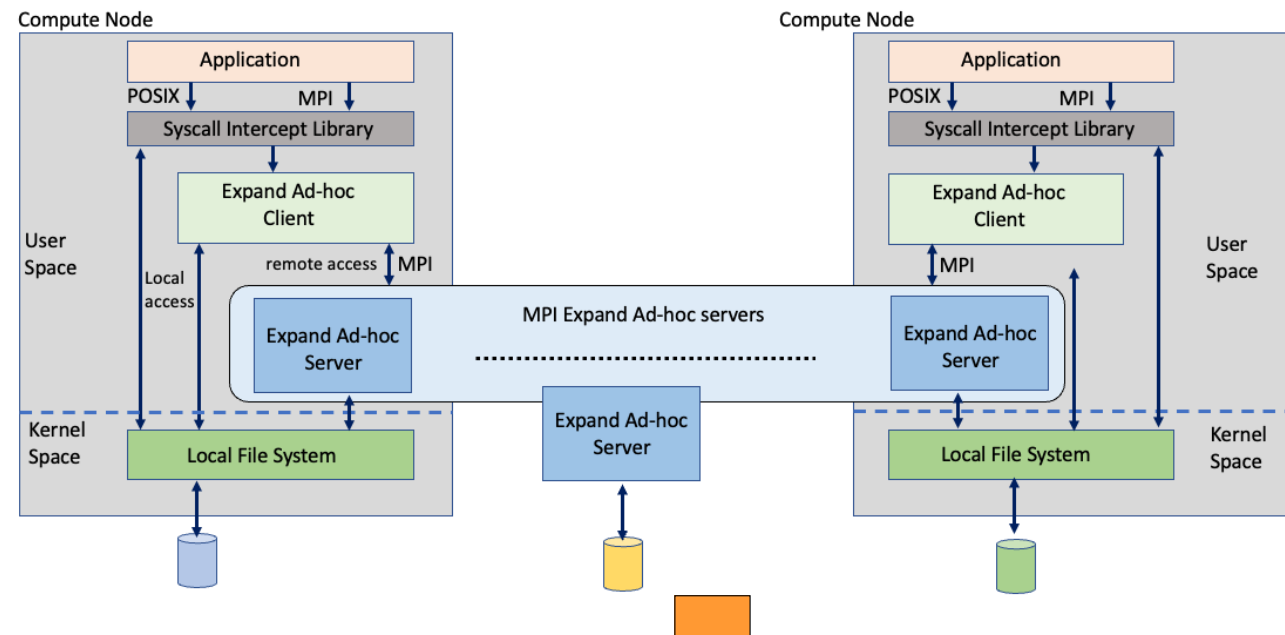 Compute Node
Application
POSIX
MPI
Syscall Intercept Library
Expand Ad-hoc
Client
User
Space
Local
access
remote access
MPI
Expand Ad-hoc
Server
Kernel
Space
Local File System
MPI Expand Ad-hoc servers
Expand Ad-hoc
Server
Compute Node
Application
POSIX
MPI
Syscall Intercept Library
Expand Ad-hoc
Client
User
Space
MPI
Expand Ad-hoc
Server
Local File System
Kernel
Space